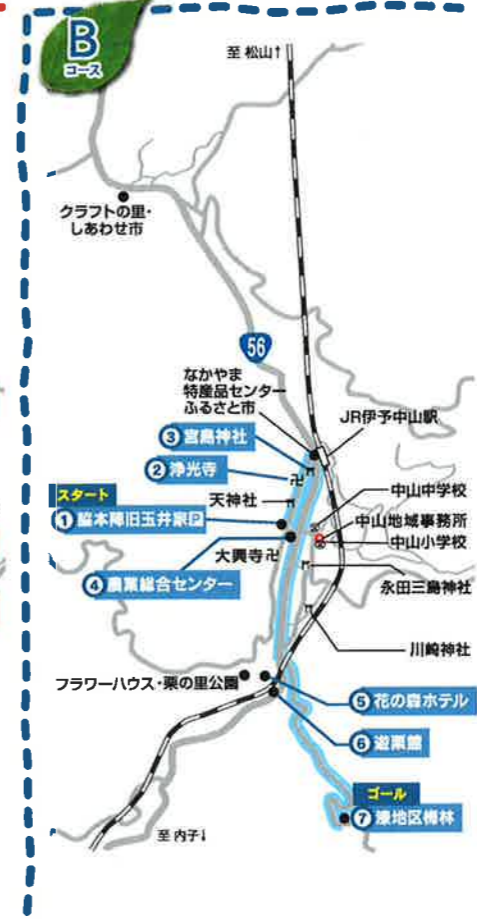 B
コース
至 松山↑
クラフトの里・
しあわせ市
56
なかやま
特産品センター
ふるさと市
JR伊予中山駅
③ 宮島神社
② 浄光寺
卍
天神社
スタート
① 脇本陣旧玉井家 P
中山中学校
中山地域事務所
中山小学校
大興寺卍
④ 農業総合センター
永田三島神社
川崎神社
フラワーハウス・栗の里公園
⑤ 花の森ホテル
⑥ 遊栗館
ゴール
⑦ 漆地区梅林
至 内子↓